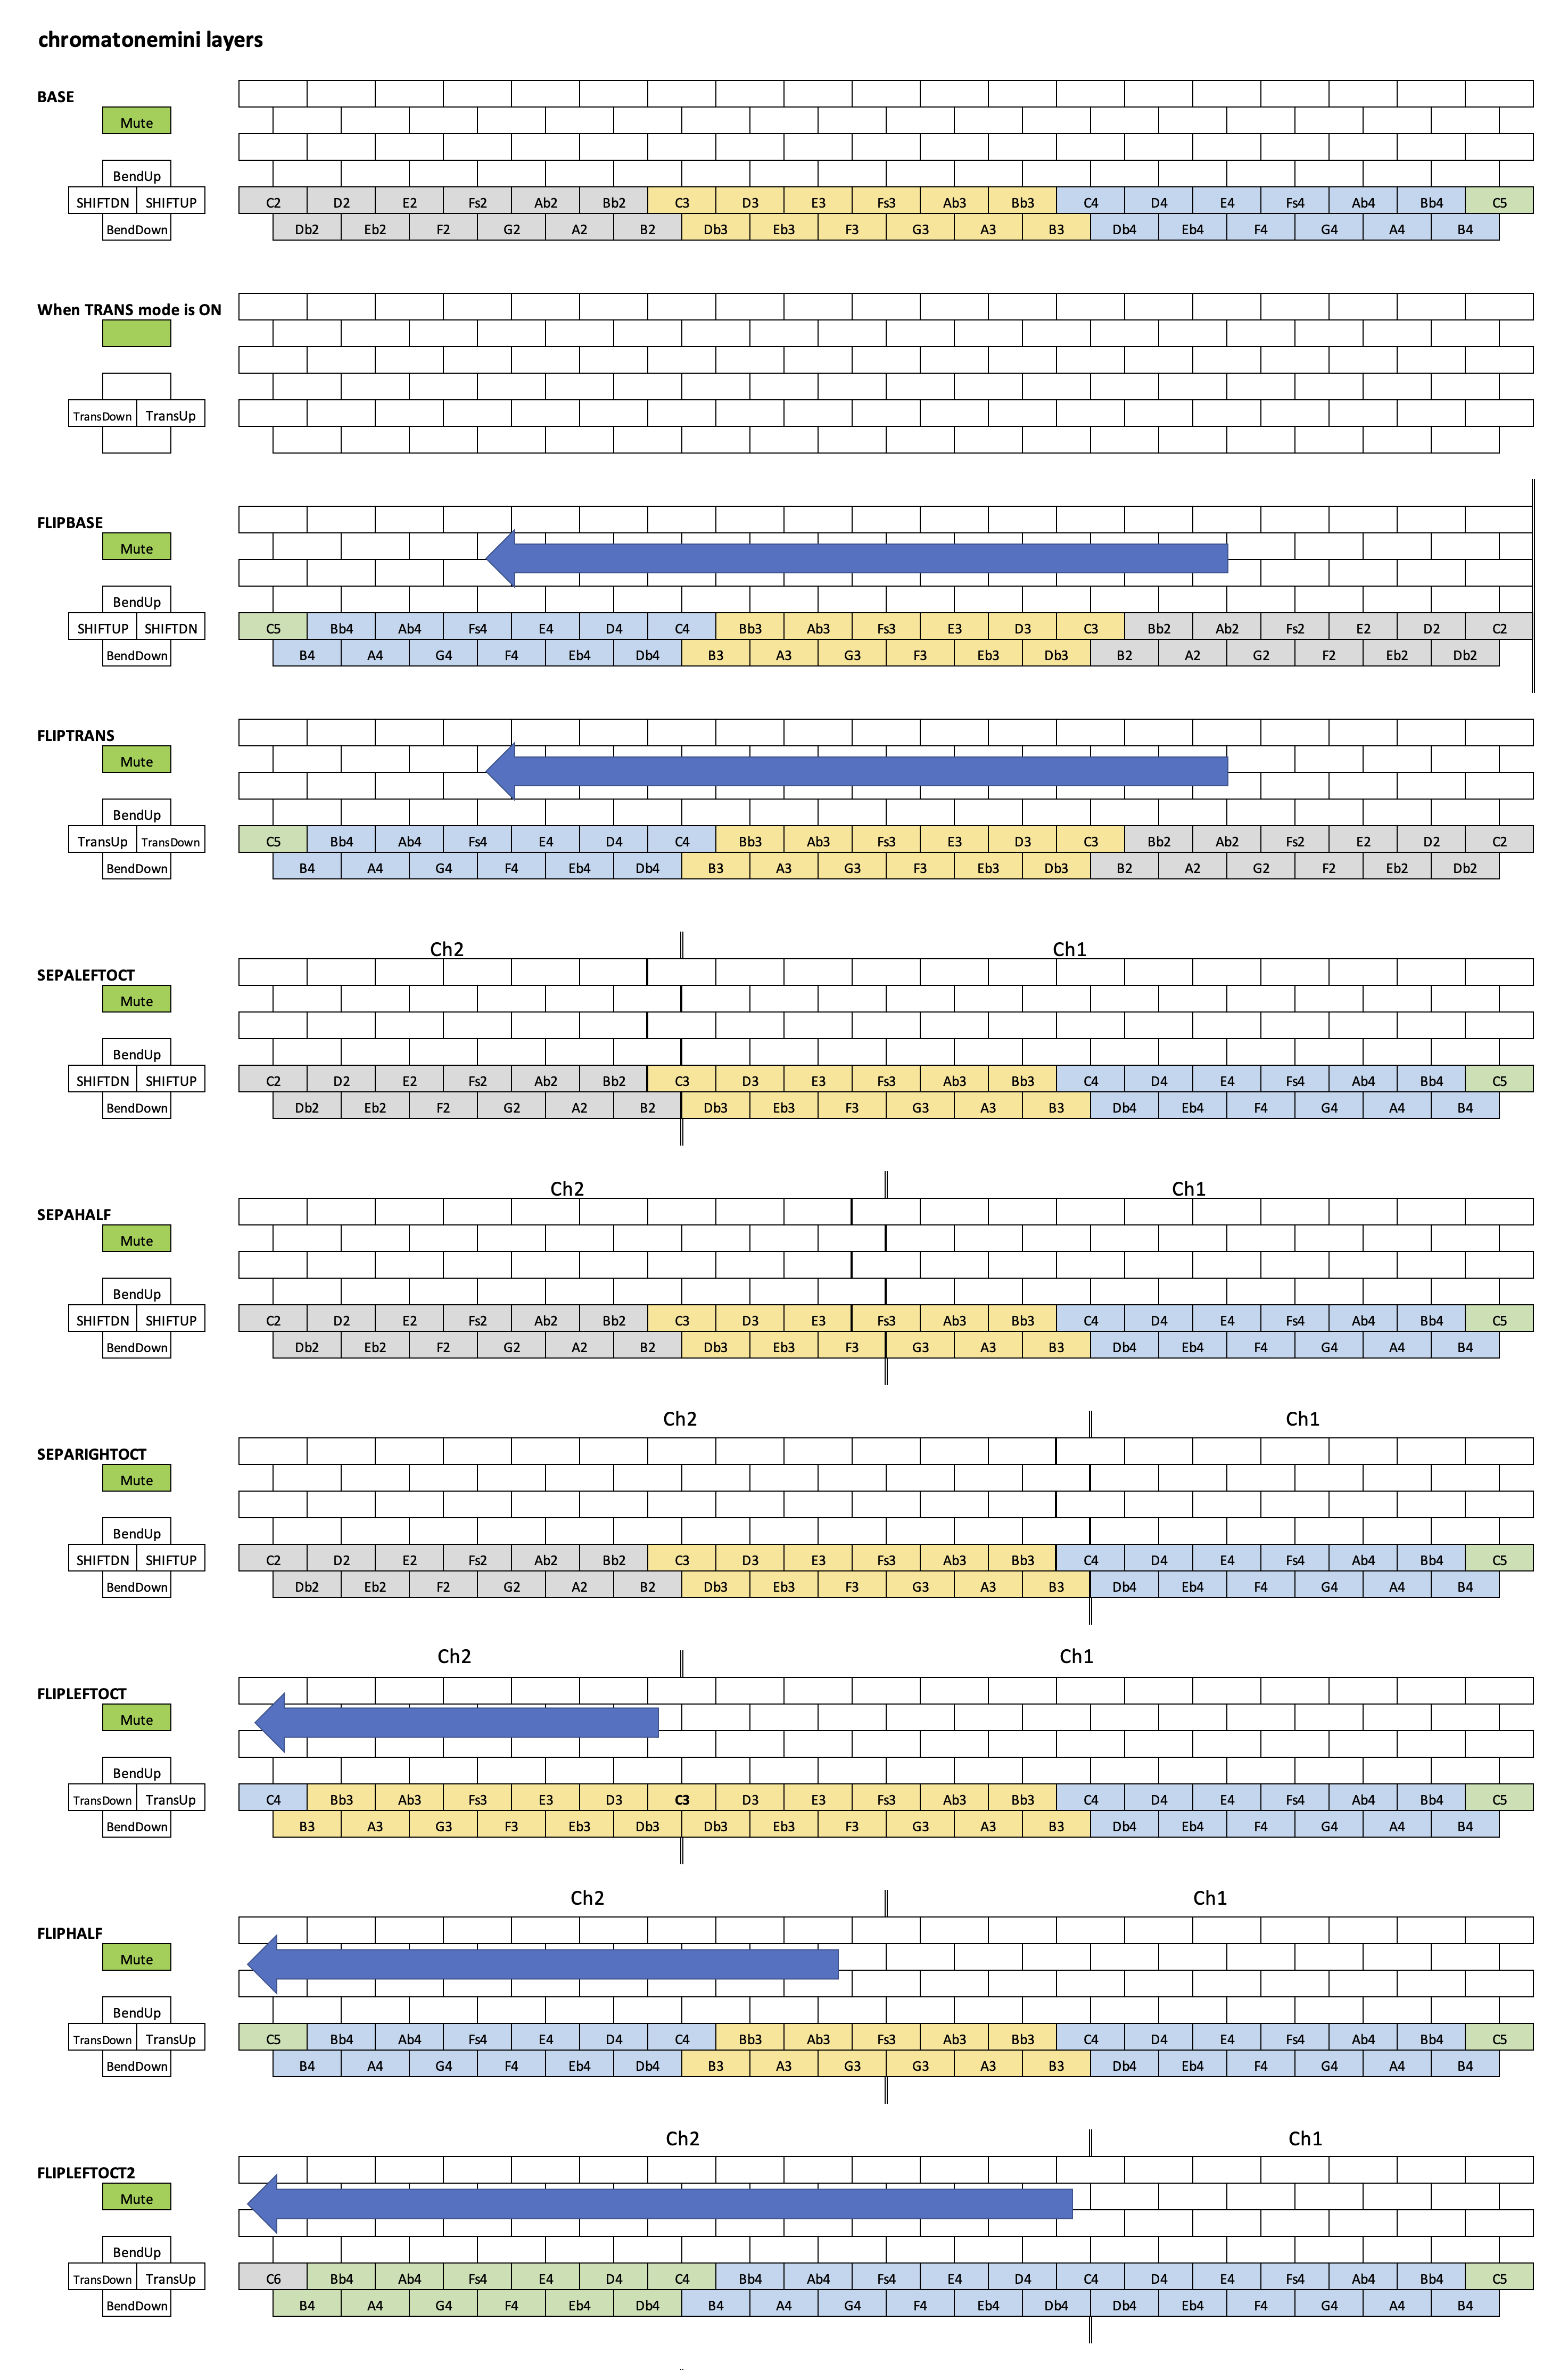 chromatonemini layers
BASE
Mute
BendUp
SHIFTDN SHIFTUP C2 D2 E2 Fs2 Ab2 Bb2 C3 D3 E3 Fs3 Ab3 Bb3 C4 D4 E4 Fs4 Ab4 Bb4 C5
BendDown Db2 Eb2 F2 G2 A2 B2 Db3 Eb3 F3 G3 A3 B3 Db4 Eb4 F4 G4 A4 B4
When TRANS mode is ON
TransDown TransUp
FLIPBASE
Mute
BendUp
SHIFTUP SHIFTDN C5 Bb4 Ab4 Fs4 E4 D4 C4 Bb3 Ab3 Fs3 E3 D3 C3 Bb2 Ab2 Fs2 E2 D2 C2
BendDown B4 A4 G4 F4 Eb4 Db4 B3 A3 G3 F3 Eb3 Db3 B2 A2 G2 F2 Eb2 Db2
FLIPTRANS
Mute
BendUp
TransUp TransDown C5 Bb4 Ab4 Fs4 E4 D4 C4 Bb3 Ab3 Fs3 E3 D3 C3 Bb2 Ab2 Fs2 E2 D2 C2
BendDown B4 A4 G4 F4 Eb4 Db4 B3 A3 G3 F3 Eb3 Db3 B2 A2 G2 F2 Eb2 Db2
Ch2 Ch1
SEPALEFTOCT
Mute
BendUp
SHIFTDN SHIFTUP C2 D2 E2 Fs2 Ab2 Bb2 C3 D3 E3 Fs3 Ab3 Bb3 C4 D4 E4 Fs4 Ab4 Bb4 C5
BendDown Db2 Eb2 F2 G2 A2 B2 Db3 Eb3 F3 G3 A3 B3 Db4 Eb4 F4 G4 A4 B4
Ch2 Ch1
SEPAHALF
Mute
BendUp
SHIFTDN SHIFTUP C2 D2 E2 Fs2 Ab2 Bb2 C3 D3 E3 Fs3 Ab3 Bb3 C4 D4 E4 Fs4 Ab4 Bb4 C5
BendDown Db2 Eb2 F2 G2 A2 B2 Db3 Eb3 F3 G3 A3 B3 Db4 Eb4 F4 G4 A4 B4
Ch2 Ch1
SEPARIGHTOCT
Mute
BendUp
SHIFTDN SHIFTUP C2 D2 E2 Fs2 Ab2 Bb2 C3 D3 E3 Fs3 Ab3 Bb3 C4 D4 E4 Fs4 Ab4 Bb4 C5
BendDown Db2 Eb2 F2 G2 A2 B2 Db3 Eb3 F3 G3 A3 B3 Db4 Eb4 F4 G4 A4 B4
Ch2 Ch1
FLIPLEFTOCT
Mute
BendUp
TransDown TransUp C4 Bb3 Ab3 Fs3 E3 D3 C3 D3 E3 Fs3 Ab3 Bb3 C4 D4 E4 Fs4 Ab4 Bb4 C5
BendDown B3 A3 G3 F3 Eb3 Db3 Db3 Eb3 F3 G3 A3 B3 Db4 Eb4 F4 G4 A4 B4
Ch2 Ch1
FLIPHALF
Mute
BendUp
TransDown TransUp C5 Bb4 Ab4 Fs4 E4 D4 C4 Bb3 Ab3 Fs3 Ab3 Bb3 C4 D4 E4 Fs4 Ab4 Bb4 C5
BendDown B4 A4 G4 F4 Eb4 Db4 B3 A3 G3 G3 A3 B3 Db4 Eb4 F4 G4 A4 B4
Ch2 Ch1
FLIPLEFTOCT2
Mute
BendUp
TransDown TransUp C6 Bb4 Ab4 Fs4 E4 D4 C4 Bb4 Ab4 Fs4 E4 D4 C4 D4 E4 Fs4 Ab4 Bb4 C5
BendDown B4 A4 G4 F4 Eb4 Db4 B4 A4 G4 F4 Eb4 Db4 Db4 Eb4 F4 G4 A4 B4